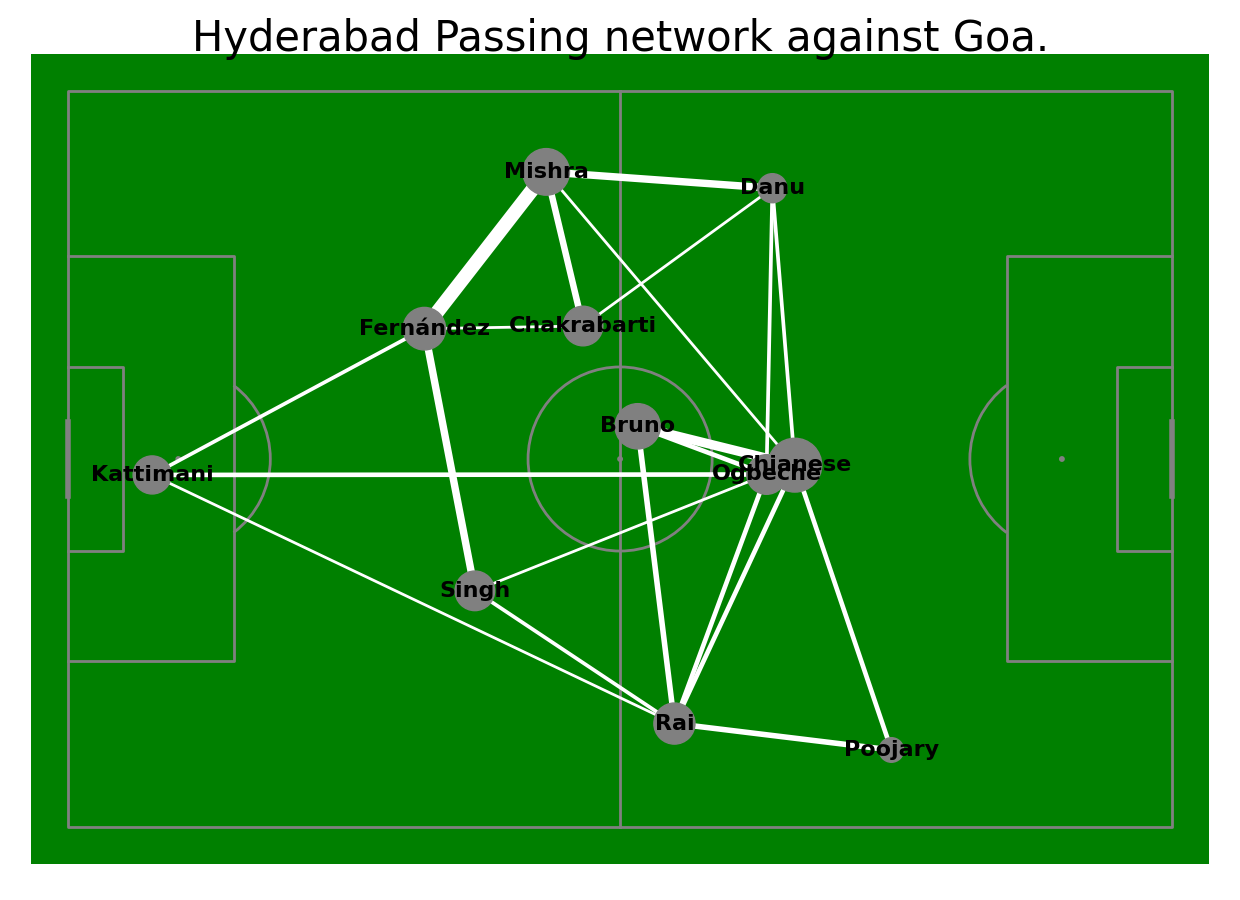 Hyderabad Passing network against Goa.
Mishra
Danu
Fernández
Chakrabarti
Bruno
Chianese
Ogbeche
Kattimani
Singh
Rai
Poojary